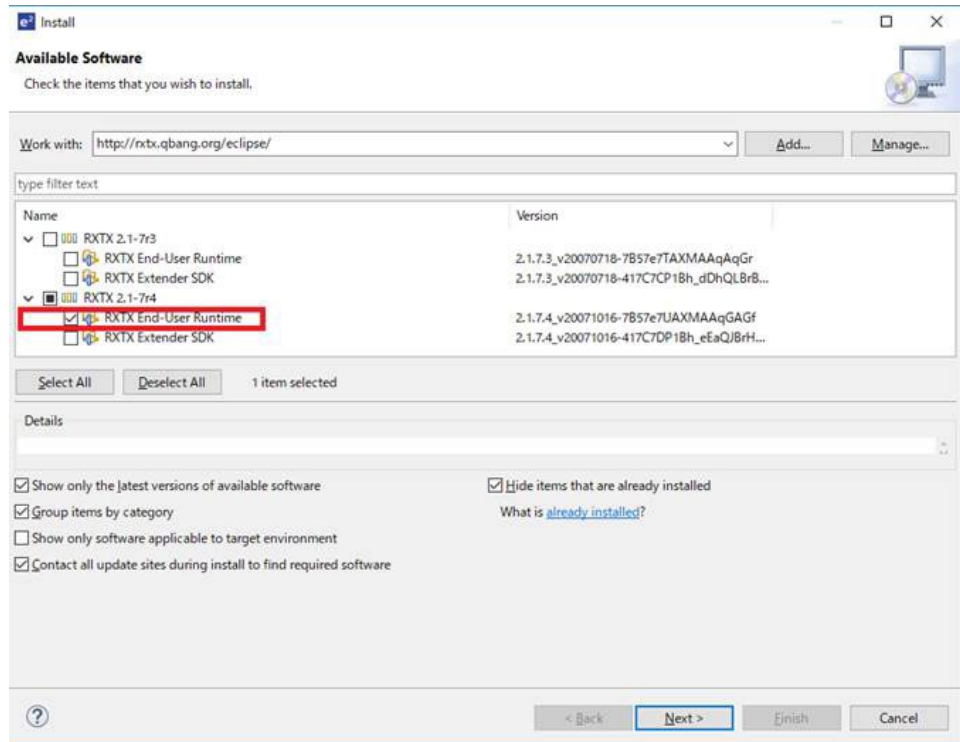 e² Install
Available Software
Check the items that you wish to install.
Work with: http://rxtx.qbang.org/eclipse/ Add... Manage...
type filter text
Name Version
RXTX 2.1-7r3
RXTX End-User Runtime 2.1.7.3_v20070718-7B57e7TAXMAAqAqGr
RXTX Extender SDK 2.1.7.3_v20070718-417C7CP1Bh_dDhQLBrB...
RXTX 2.1-7r4
RXTX End-User Runtime 2.1.7.4_v20071016-7B57e7UAXMAAqGAGf
RXTX Extender SDK 2.1.7.4_v20071016-417C7DP1Bh_eEaQJBrH...
Select All Deselect All 1 item selected
Details
Show only the latest versions of available software Hide items that are already installed
Group items by category What is already installed?
Show only software applicable to target environment
Contact all update sites during install to find required software
? < Back Next > Finish Cancel